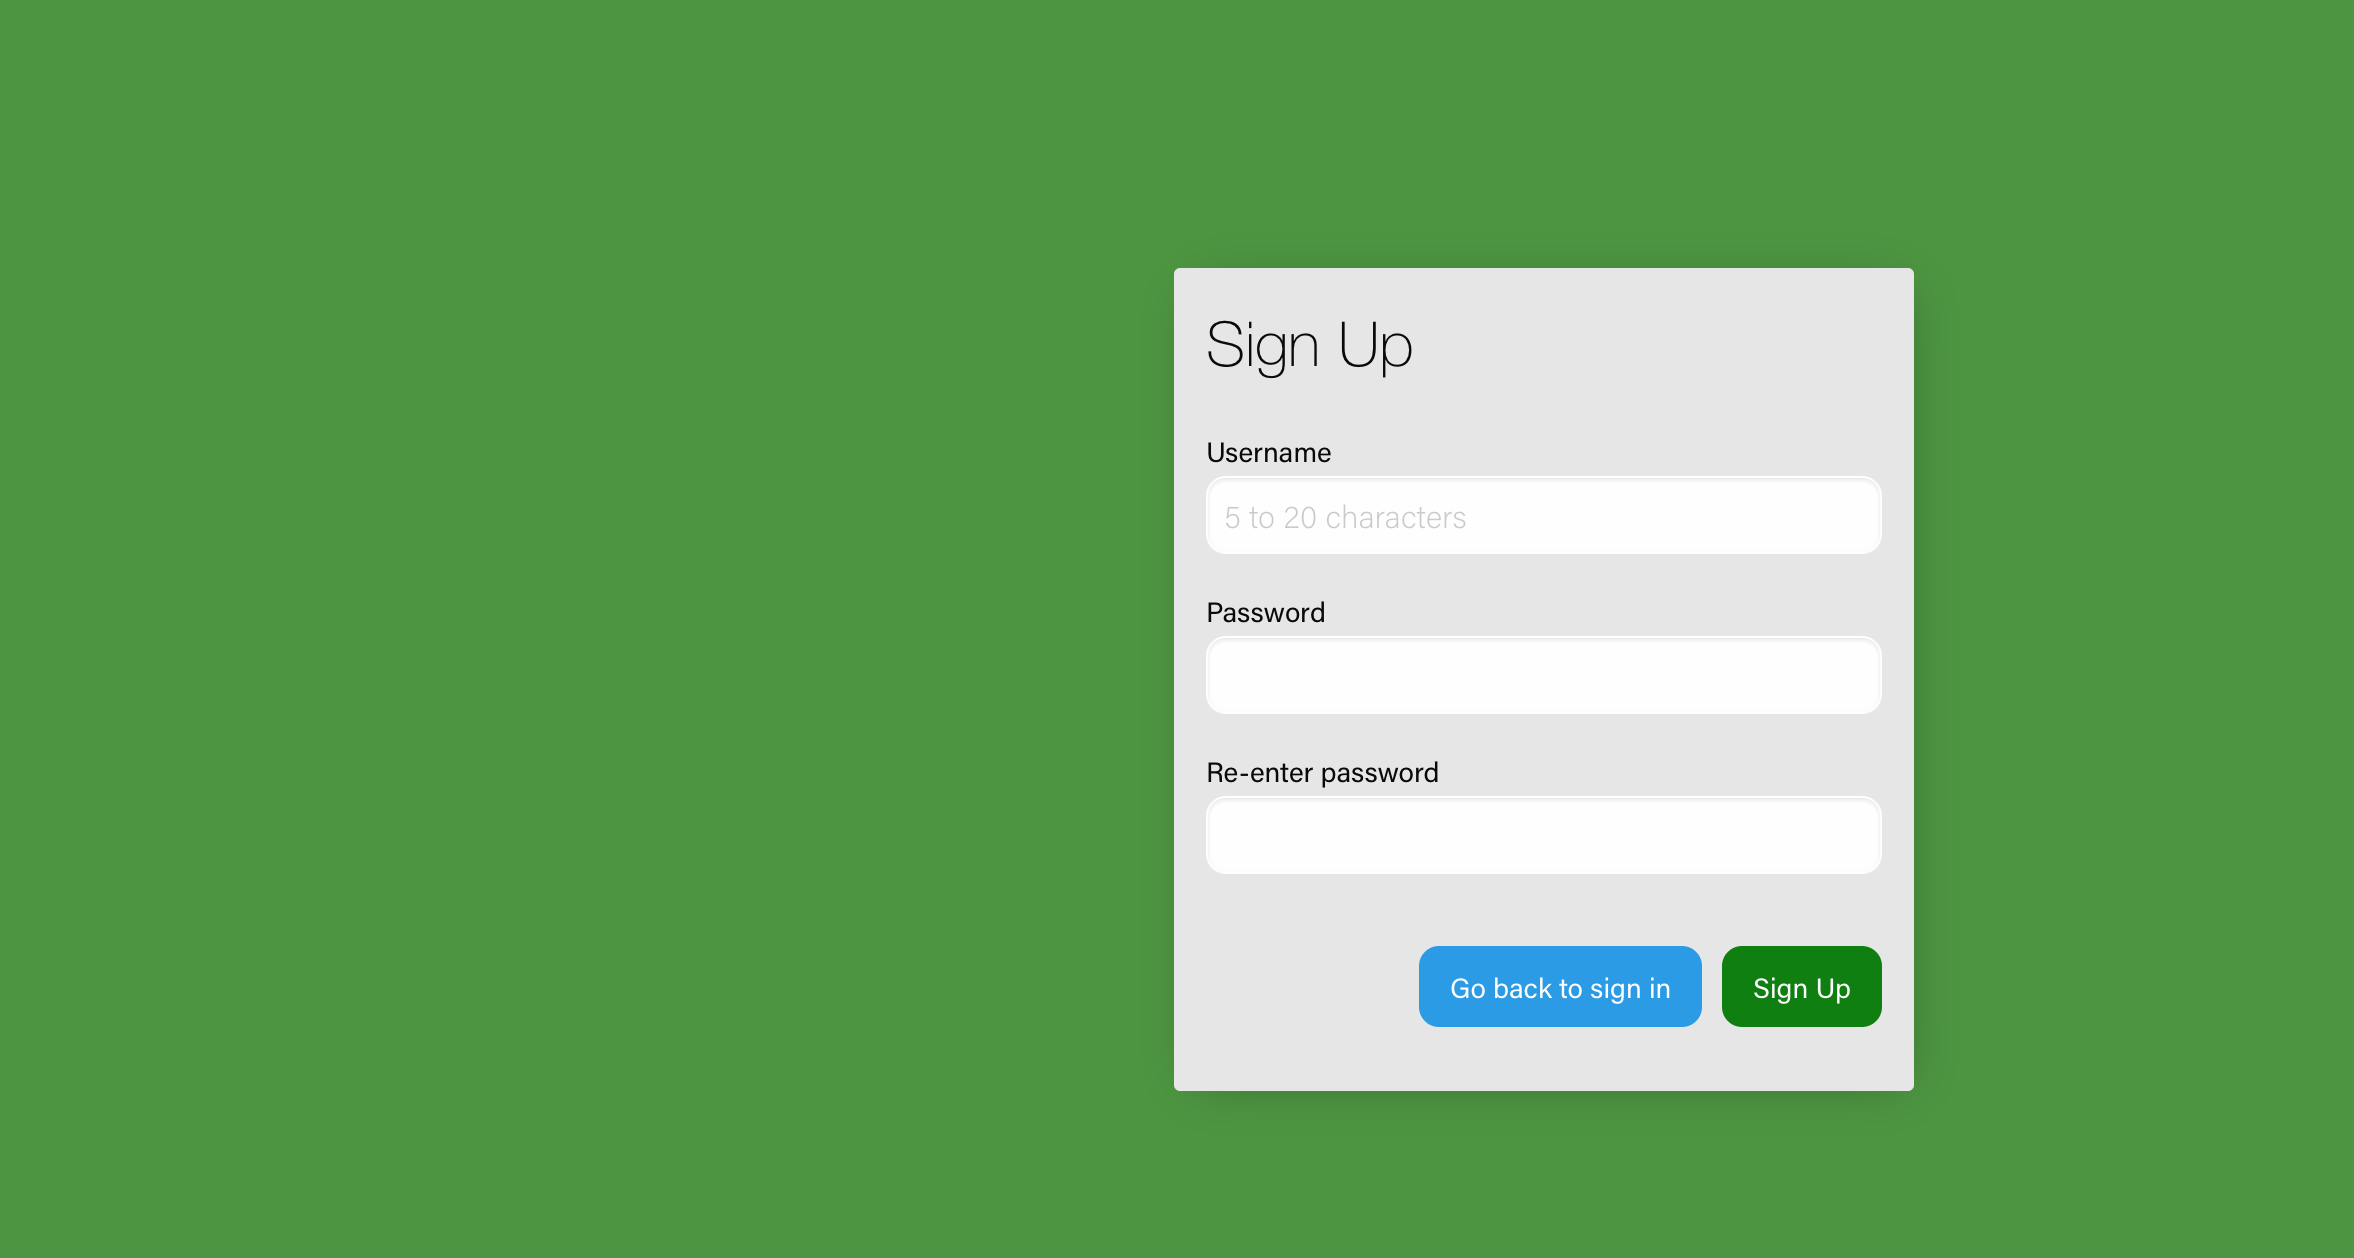 Sign Up
Username
5 to 20 characters
Password
Re-enter password
Go back to sign in
Sign Up